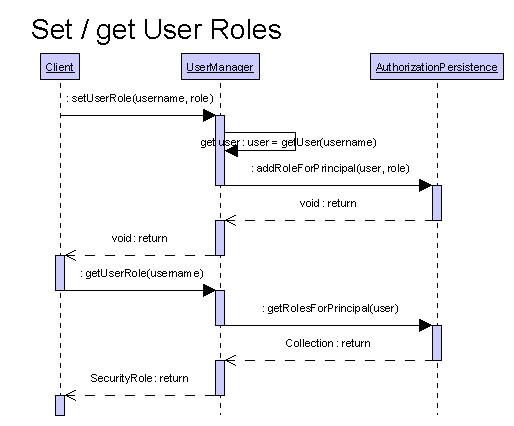 Set / get User Roles
Client
UserManager
AuthorizationPersistence
: setUserRole(username, role)
get user : user = getUser(username)
: addRoleForPrincipal(user, role)
void : return
void : return
: getUserRole(username)
: getRolesForPrincipal(user)
Collection : return
SecurityRole : return